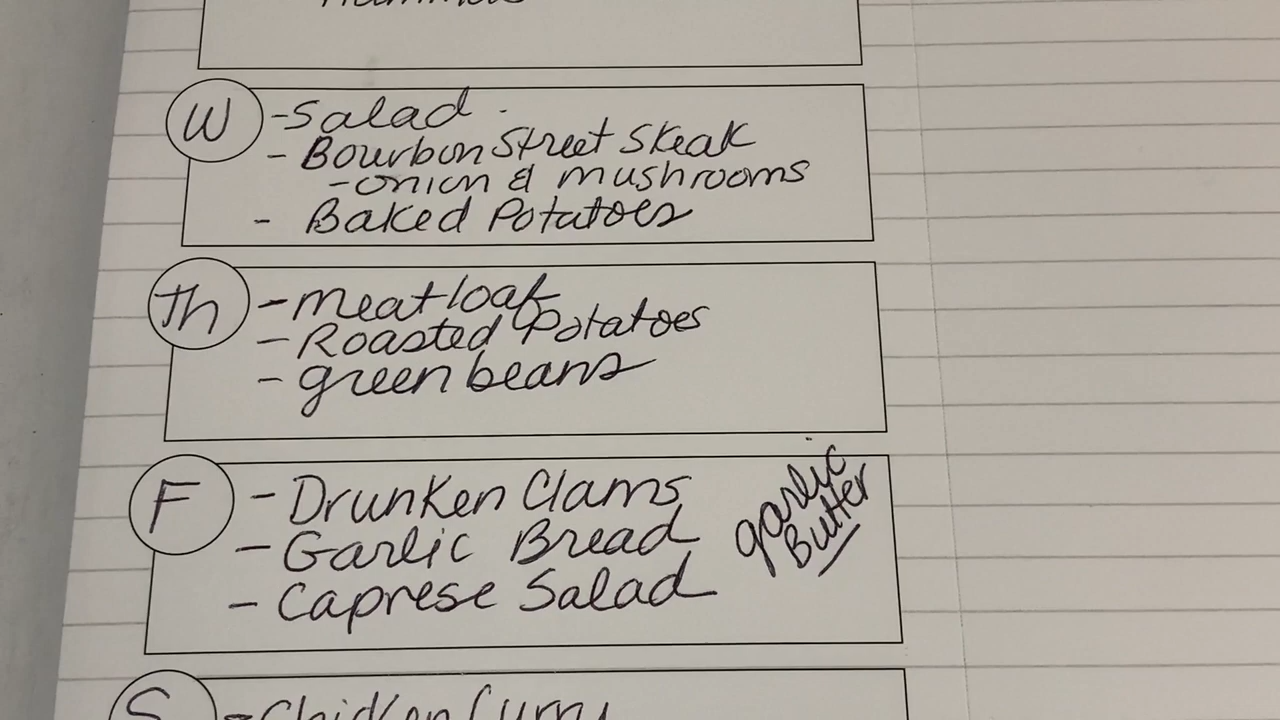 W
-Salad
- Bourbon Street Steak
-onion & mushrooms
- Baked Potatoes
Th
- meatloaf
- Roasted Potatoes
- green beans
F
- Drunken Clams
- Garlic Bread
- Caprese Salad
garlic
Butter
S
- Chicken Curry